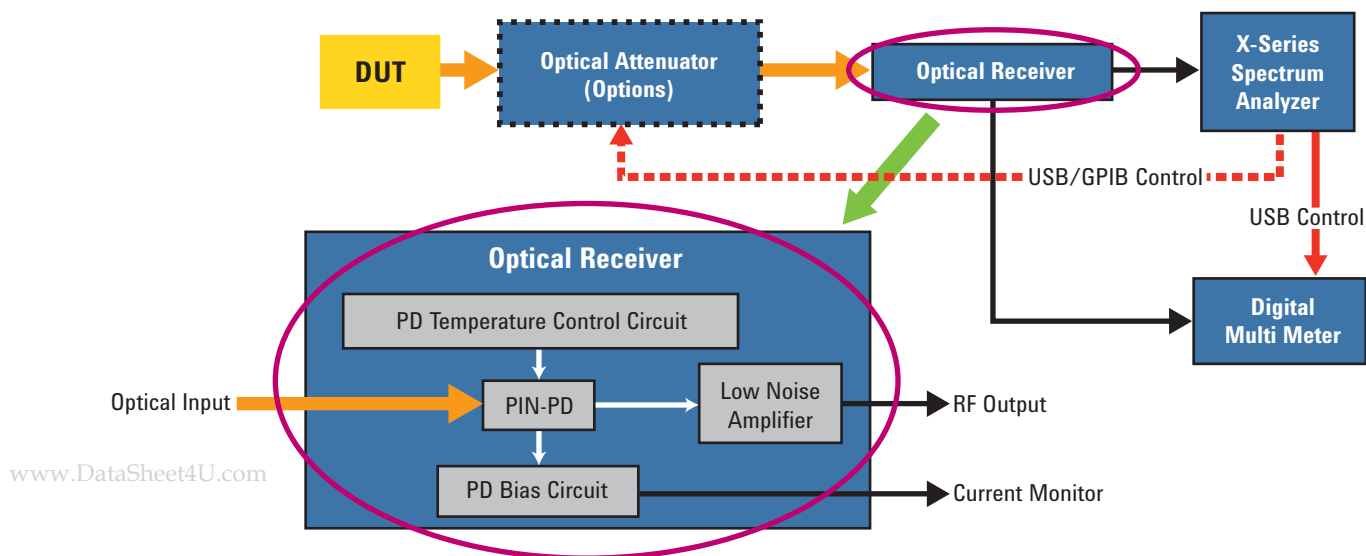 DUT
Optical Attenuator
(Options)
Optical Receiver
X-Series
Spectrum
Analyzer
USB/GPIB Control
USB Control
Digital
Multi Meter
Optical Receiver
PD Temperature Control Circuit
Optical Input
PIN-PD
Low Noise
Amplifier
RF Output
www.DataSheet4U.com
PD Bias Circuit
Current Monitor